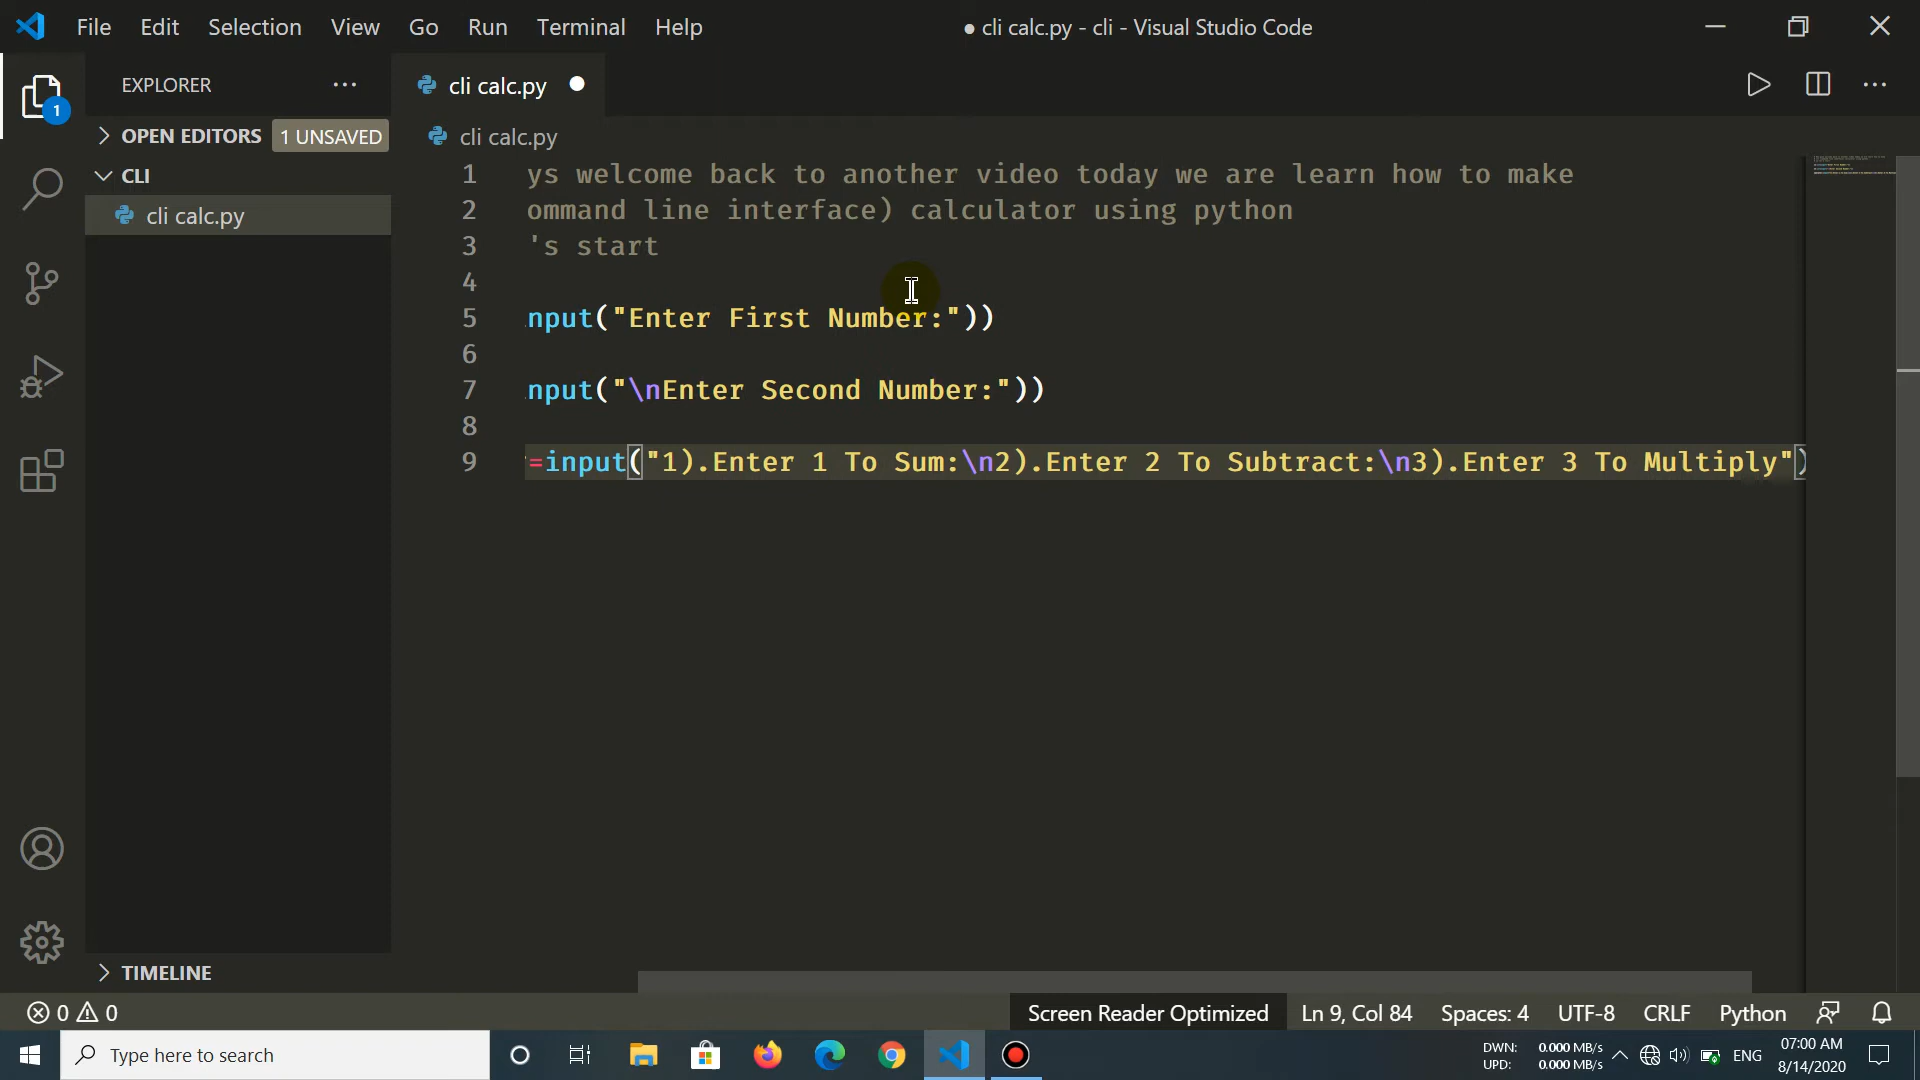 File Edit Selection View Go Run Terminal Help ● cli calc.py - cli - Visual Studio Code
EXPLORER
cli calc.py
OPEN EDITORS 1 UNSAVED
cli calc.py
CLI
cli calc.py
1 ys welcome back to another video today we are learn how to make
2 ommand line interface) calculator using python
3 's start
4
5 nput("Enter First Number:"))
6
7 nput("\nEnter Second Number:"))
8
9 =input("1).Enter 1 To Sum:\n2).Enter 2 To Subtract:\n3).Enter 3 To Multiply")
1
TIMELINE
0 0 Screen Reader Optimized Ln 9, Col 84 Spaces: 4 UTF-8 CRLF Python
Type here to search
DWN: 0.000 MB/s
UPD: 0.000 MB/s
ENG
07:00 AM
8/14/2020